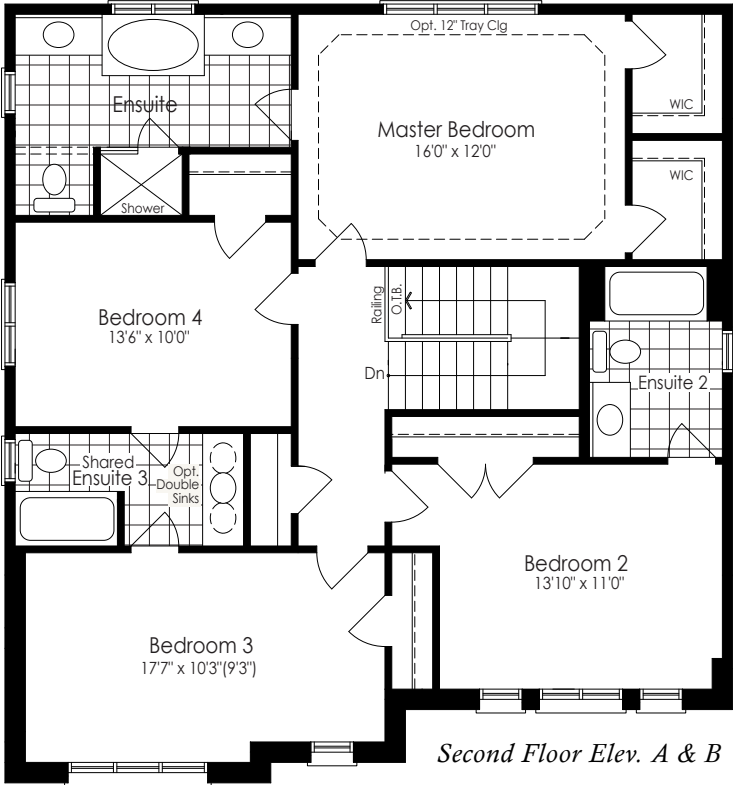 Opt. 12" Tray Clg
WIC
Ensuite
Master Bedroom
16'0" x 12'0"
WIC
Shower
Railing
O.T.B.
Bedroom 4
13'6" x 10'0"
Dn
Ensuite 2
Shared
Ensuite 3
Opt.
Double
Sinks
Bedroom 2
13'10" x 11'0"
Bedroom 3
17'7" x 10'3"(9'3")
Second Floor Elev. A & B